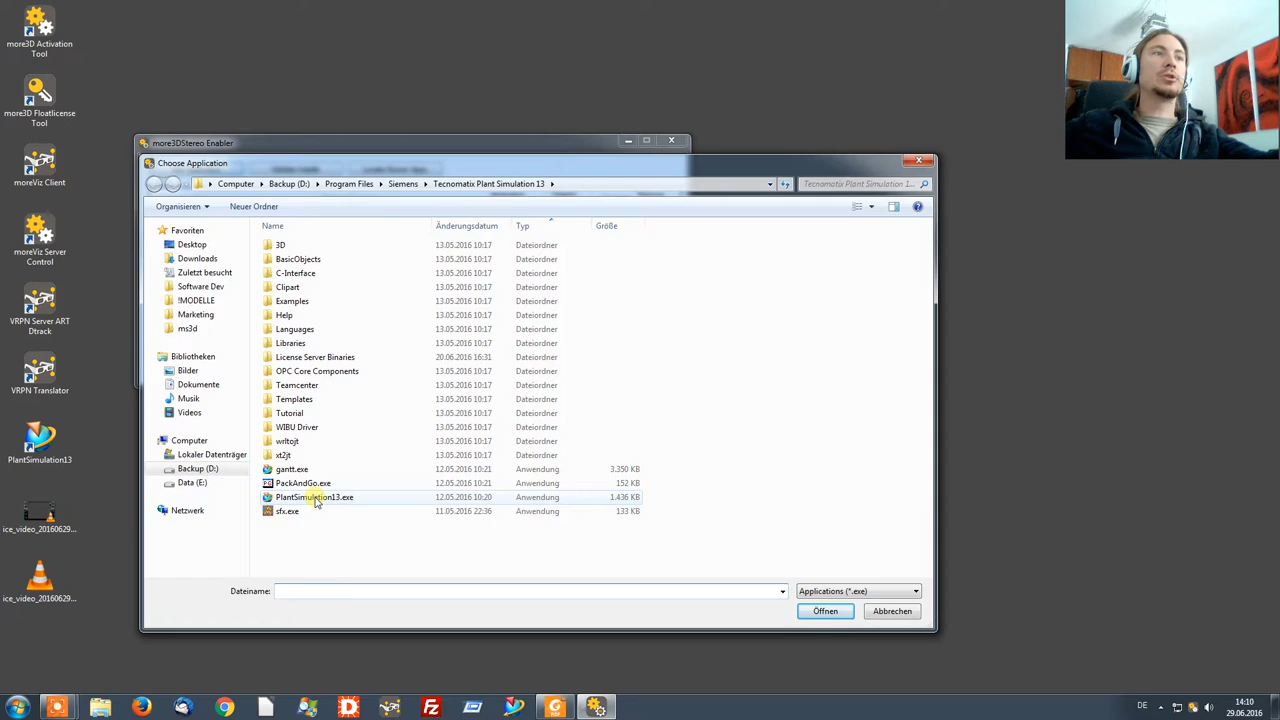 more3D Activation
Tool
more3D Floatlicense
Tool
moreViz Client
moreViz Server
Control
VRPN Server ART
Dtrack
VRPN Translator
PlantSimulation13
ice_video_20160629...
ice_video_20160629...
more3DStereo Enabler
Choose Application
Computer
Backup (D:)
Program Files
Siemens
Tecnomatix Plant Simulation 13
Tecnomatix Plant Simulation 1...
Organisieren
Neuer Ordner
Favoriten
Desktop
Downloads
Zuletzt besucht
Software Dev
!MODELLE
Marketing
ms3d
Bibliotheken
Bilder
Dokumente
Musik
Videos
Computer
Lokaler Datenträger
Backup (D:)
Data (E:)
Netzwerk
Name Änderungsdatum Typ Größe
3D 13.05.2016 10:17 Dateiordner
BasicObjects 13.05.2016 10:17 Dateiordner
C-Interface 13.05.2016 10:17 Dateiordner
Clipart 13.05.2016 10:17 Dateiordner
Examples 13.05.2016 10:17 Dateiordner
Help 13.05.2016 10:17 Dateiordner
Languages 13.05.2016 10:17 Dateiordner
Libraries 13.05.2016 10:17 Dateiordner
License Server Binaries 20.06.2016 16:31 Dateiordner
OPC Core Components 13.05.2016 10:17 Dateiordner
Teamcenter 13.05.2016 10:17 Dateiordner
Templates 13.05.2016 10:17 Dateiordner
Tutorial 13.05.2016 10:17 Dateiordner
WIBU Driver 13.05.2016 10:17 Dateiordner
wrltojt 13.05.2016 10:17 Dateiordner
xt2jt 13.05.2016 10:17 Dateiordner
gantt.exe 12.05.2016 10:21 Anwendung 3.350 KB
PackAndGo.exe 12.05.2016 10:21 Anwendung 152 KB
PlantSimulation13.exe 12.05.2016 10:20 Anwendung 1.436 KB
sfx.exe 11.05.2016 22:36 Anwendung 133 KB
Dateiname:
Applications (*.exe)
Öffnen
Abbrechen
DE
14:10
29.06.2016